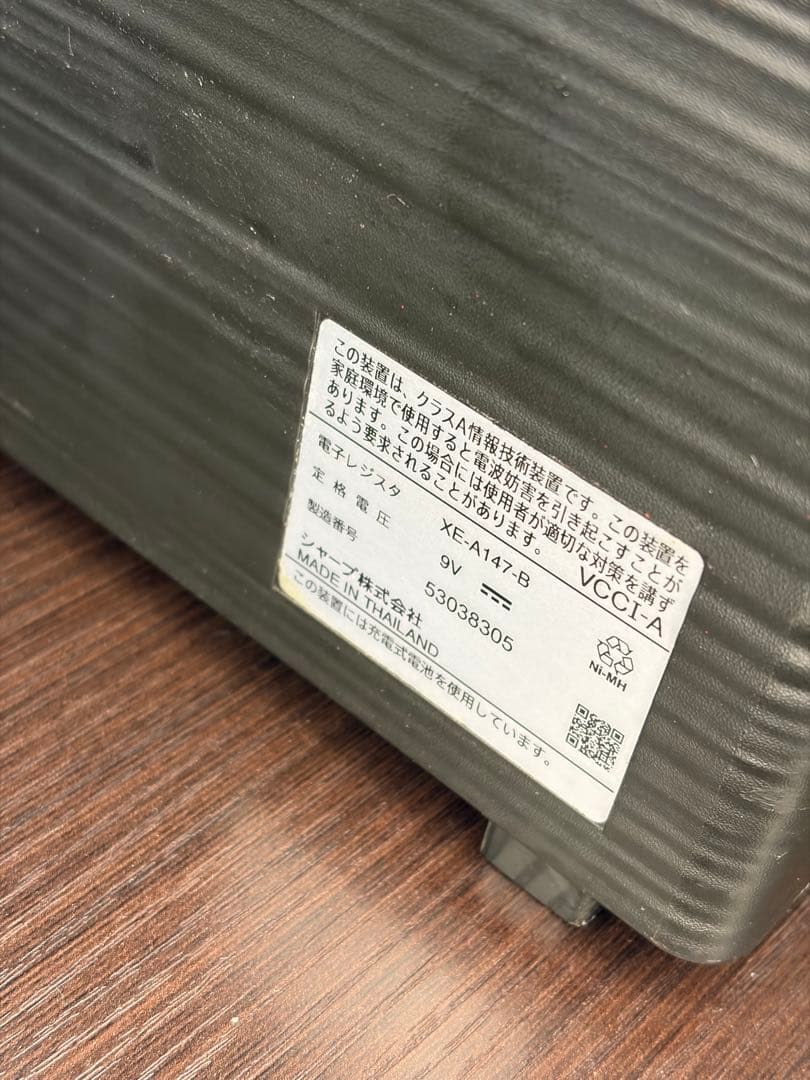 この装置は、クラスA情報技術装置です。この装置を
家庭環境で使用すると電波妨害を引き起こすことが
あります。この場合には使用者が適切な対策を講ず
るよう要求されることがあります。 VCCI-A
電子レジスタ XE-A147-B
定格電圧 9V
製造番号 53038305
シャープ株式会社
MADE IN THAILAND
Ni-MH
この装置には充電式電池を使用しています。